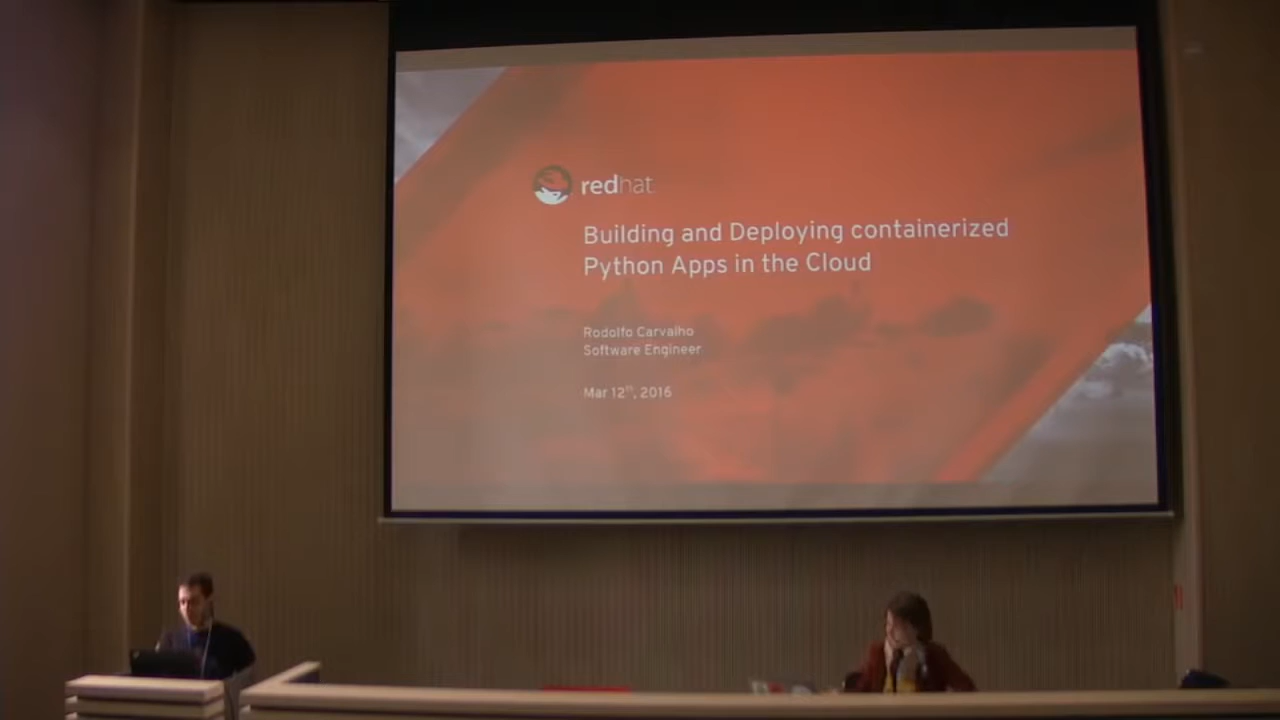 redhat
Building and Deploying containerized
Python Apps in the Cloud
Rodolfo Carvalho
Software Engineer
Mar 12th, 2016